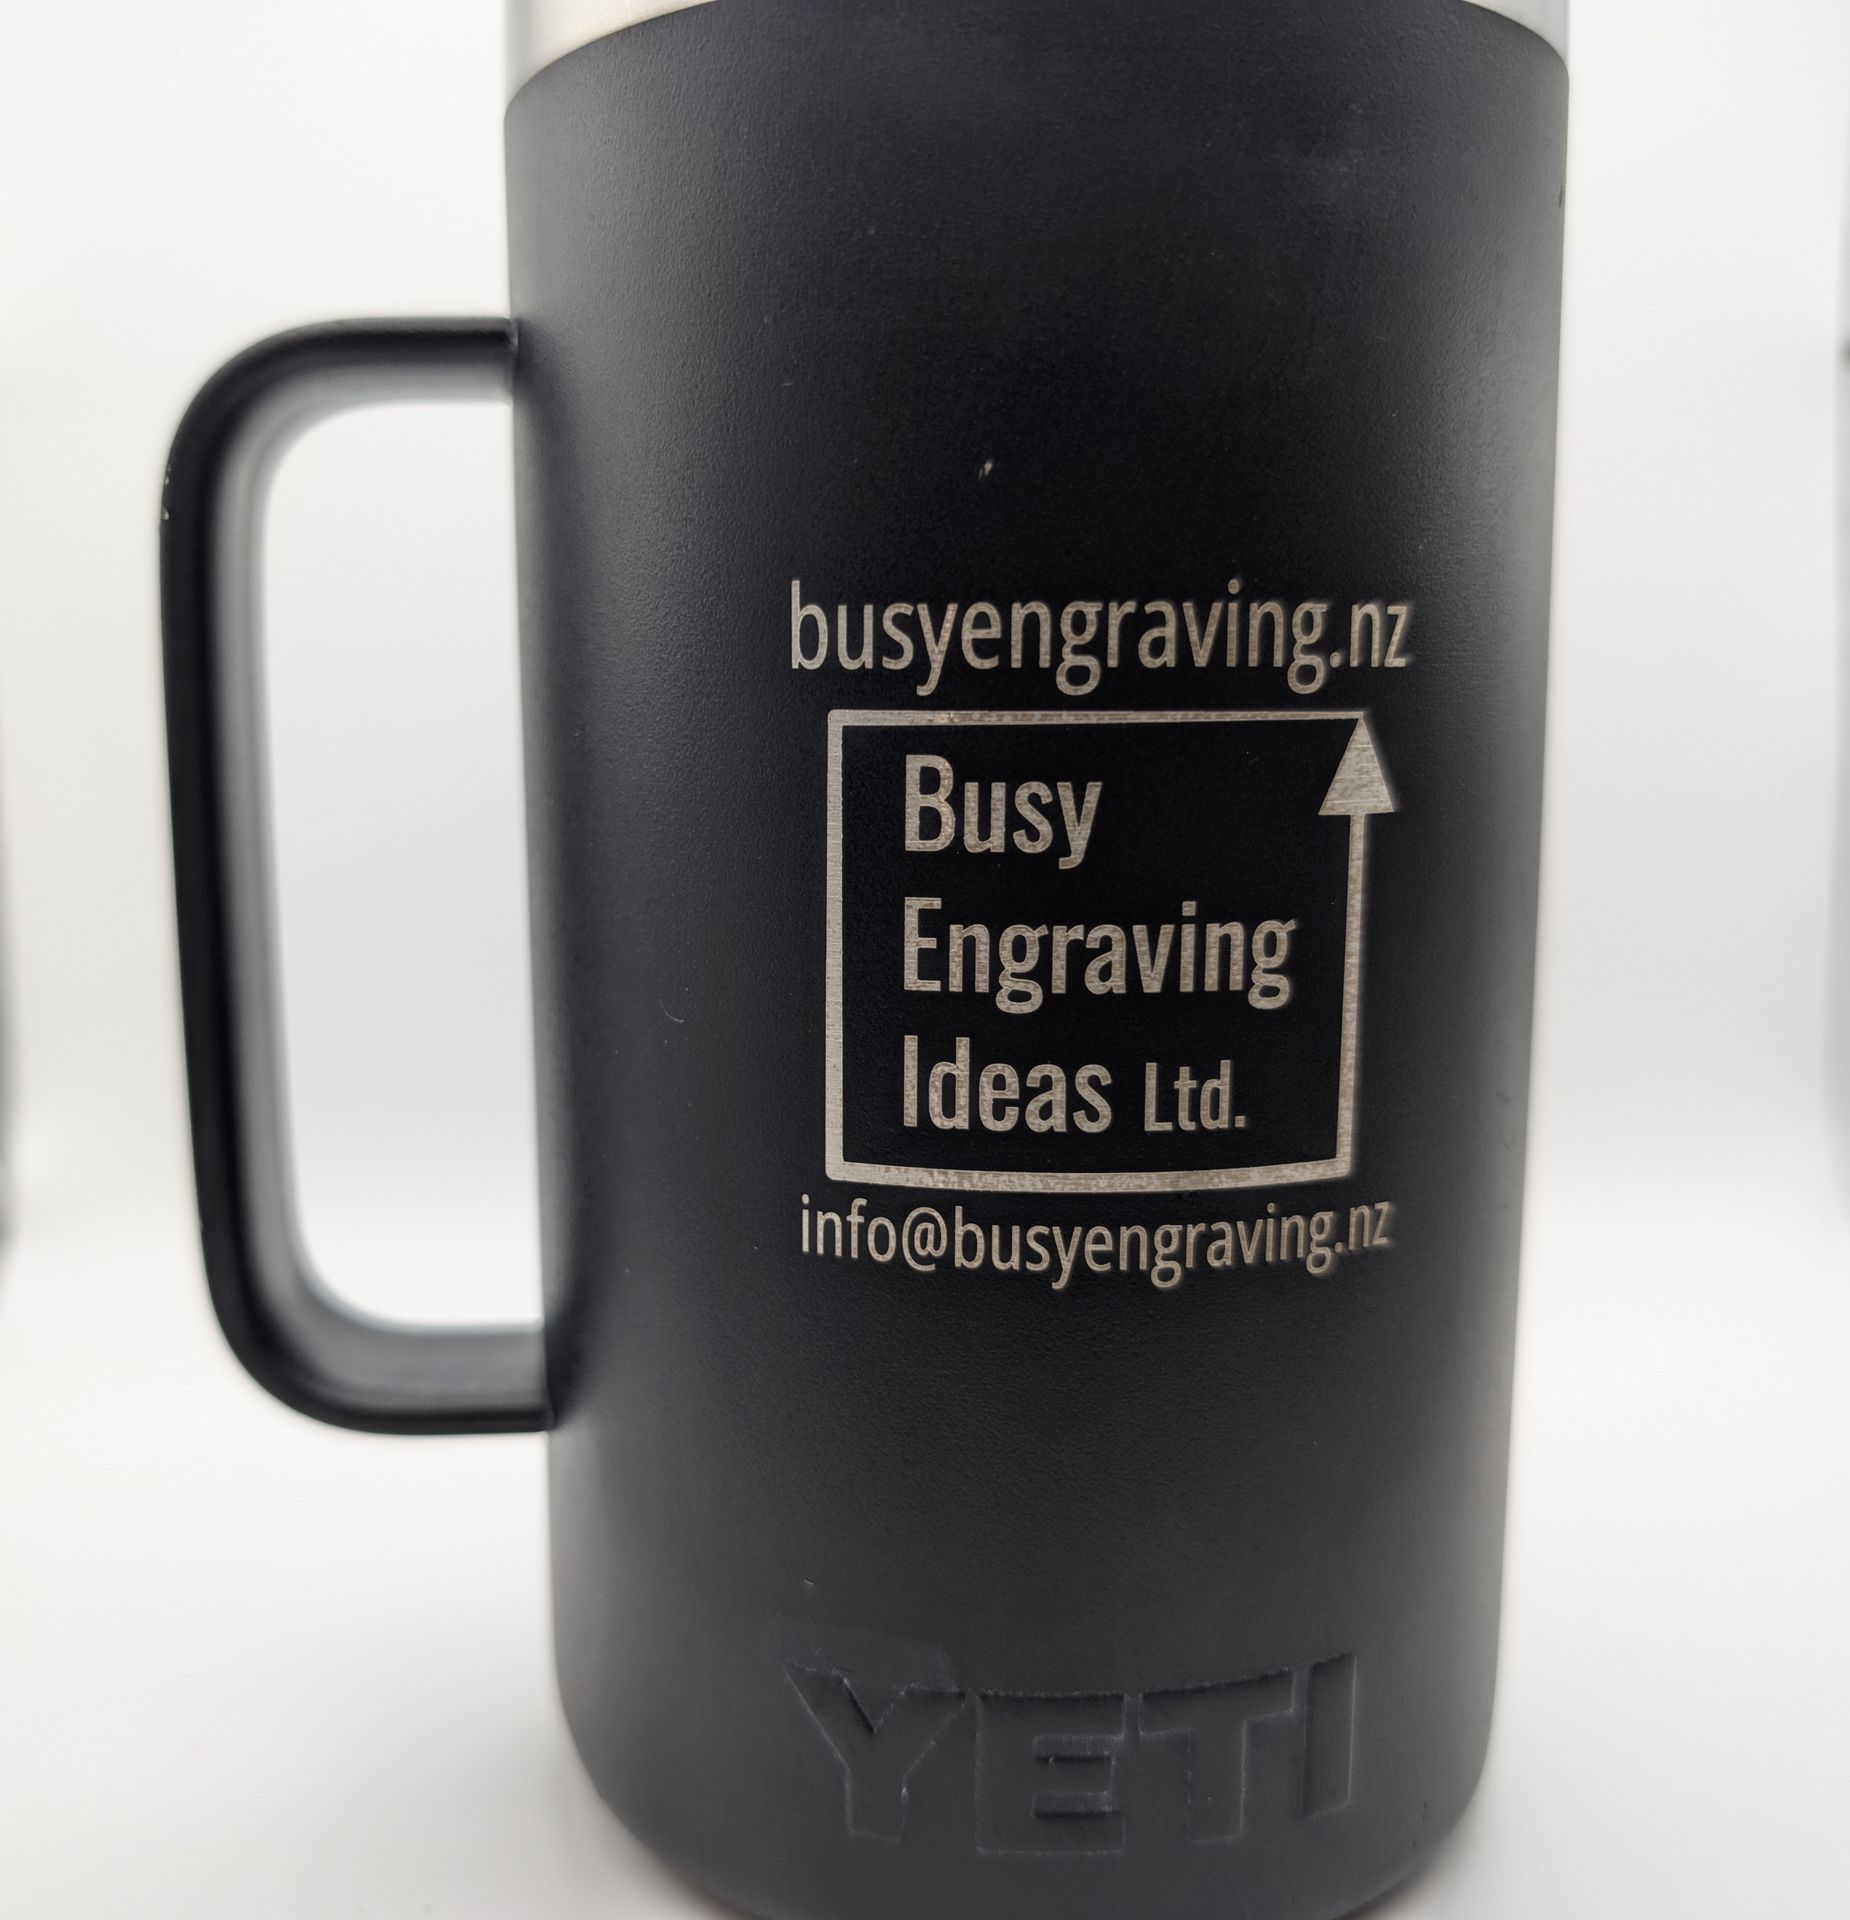 busyengraving.nz
Busy
Engraving
Ideas Ltd.
info@busyengraving.nz
YETI